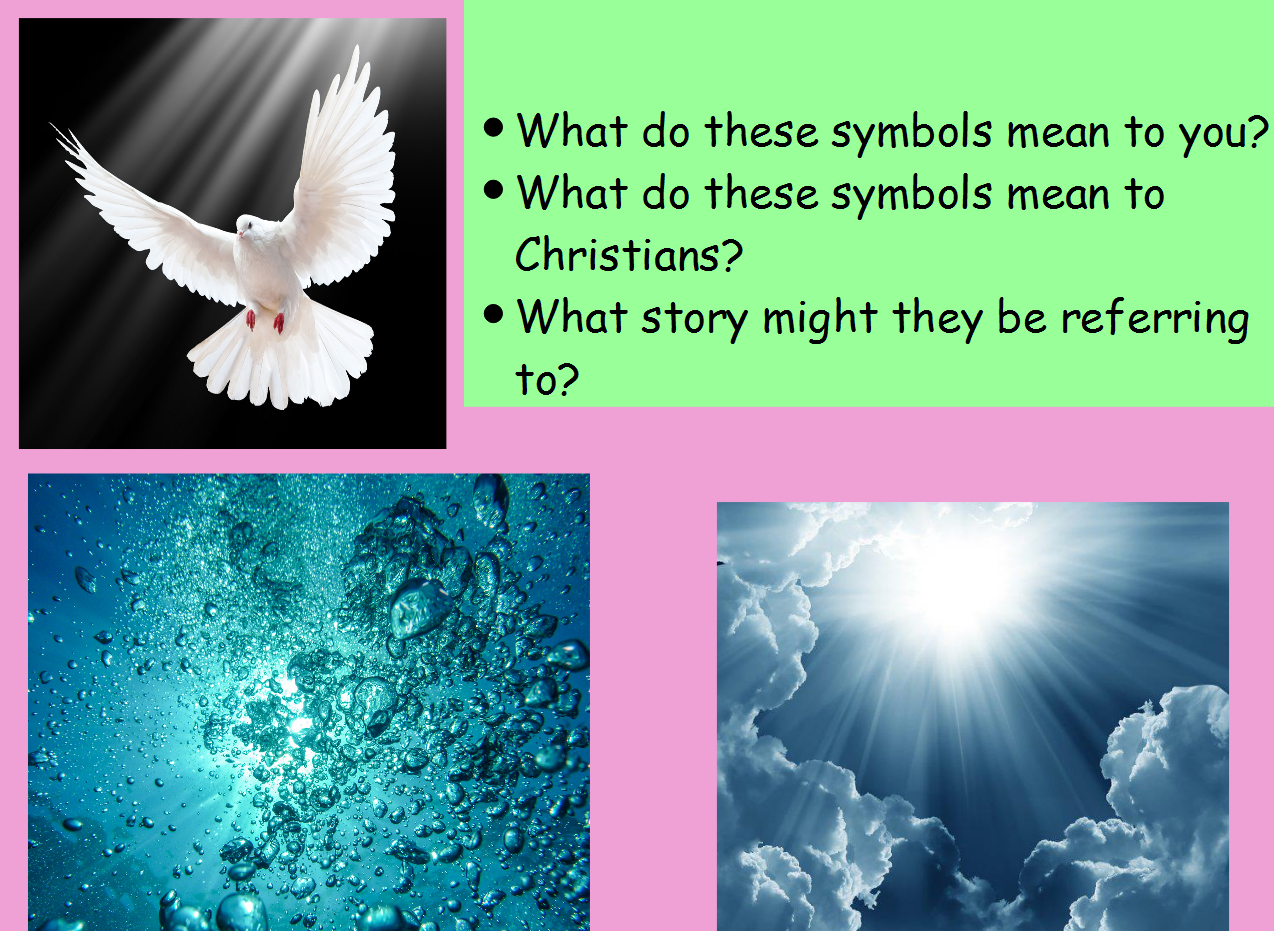 • What do these symbols mean to you?
• What do these symbols mean to
Christians?
• What story might they be referring
to?